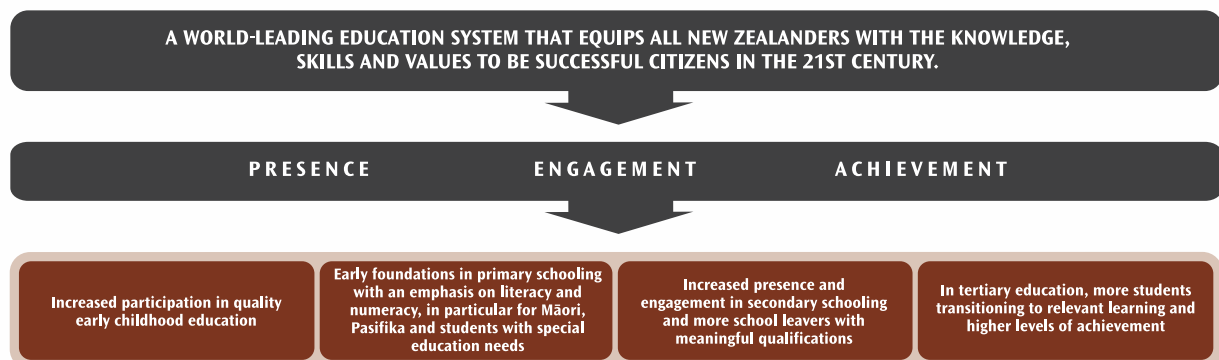 A WORLD-LEADING EDUCATION SYSTEM THAT EQUIPS ALL NEW ZEALANDERS WITH THE KNOWLEDGE,
SKILLS AND VALUES TO BE SUCCESSFUL CITIZENS IN THE 21ST CENTURY.
PRESENCE ENGAGEMENT ACHIEVEMENT
Increased participation in quality
early childhood education
Early foundations in primary schooling
with an emphasis on literacy and
numeracy, in particular for Māori,
Pasifika and students with special
education needs
Increased presence and
engagement in secondary schooling
and more school leavers with
meaningful qualifications
In tertiary education, more students
transitioning to relevant learning and
higher levels of achievement